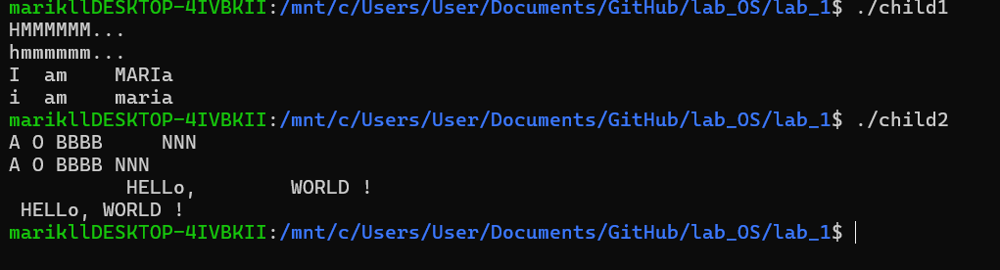 marikllDESKTOP-4IVBKII:/mnt/c/Users/User/Documents/GitHub/lab_OS/lab_1$ ./child1
HMMMMMM...
hmmmmmm...
I  am    MARIa
i  am    maria
marikllDESKTOP-4IVBKII:/mnt/c/Users/User/Documents/GitHub/lab_OS/lab_1$ ./child2
A O BBBB     NNN
A O BBBB NNN
          HELLo,        WORLD !
 HELLo, WORLD !
marikllDESKTOP-4IVBKII:/mnt/c/Users/User/Documents/GitHub/lab_OS/lab_1$